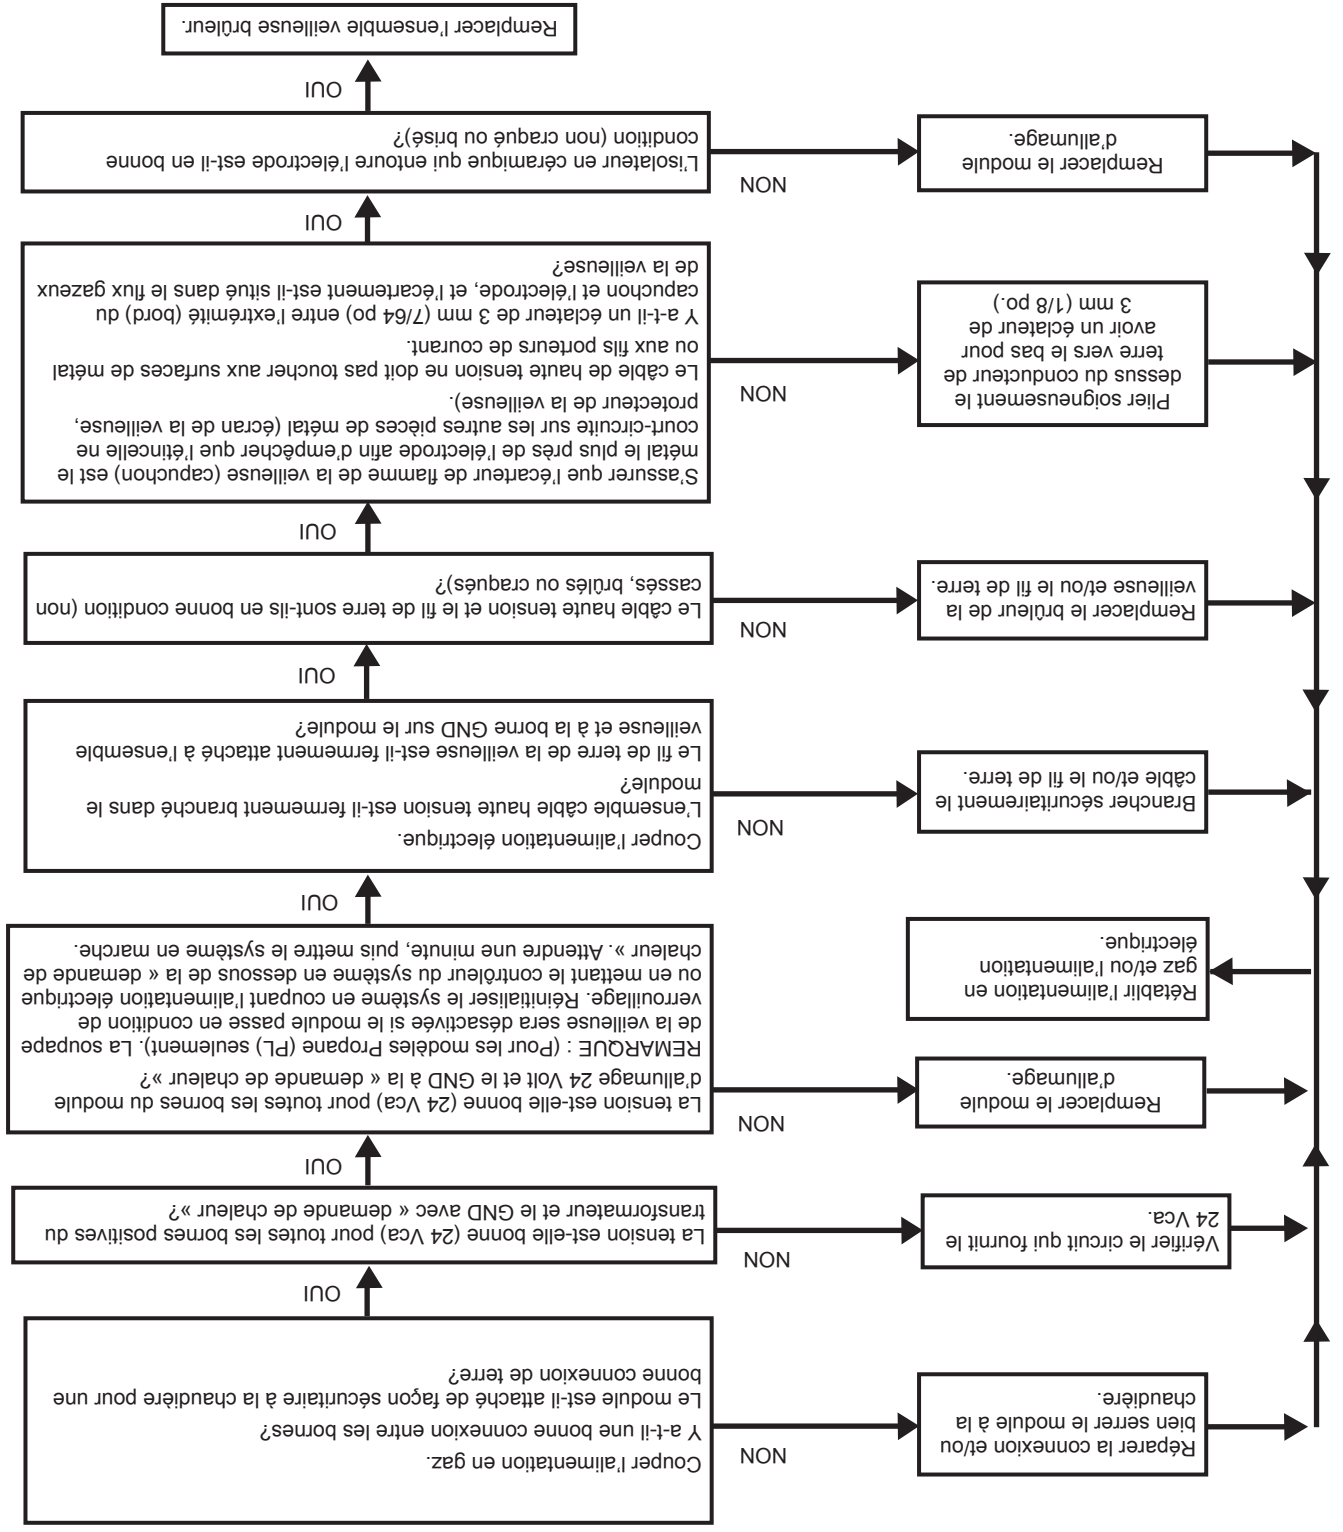 Couper l'alimentation en gaz.
Y a-t-il une bonne connexion entre les bornes?
Le module est-il attaché de façon sécuritaire à la chaudière pour une
bonne connexion de terre?
NON
Réparer la connexion et/ou
bien serrer le module à la
chaudière.
OUI
La tension est-elle bonne (24 Vca) pour toutes les bornes positives du
transformateur et le GND avec « demande de chaleur »?
NON
Vérifier le circuit qui fournit le
24 Vca.
OUI
La tension est-elle bonne (24 Vca) pour toutes les bornes du module
d'allumage 24 Volt et le GND à la « demande de chaleur »?
REMARQUE : (Pour les modèles Propane (PL) seulement). La soupape
de la veilleuse sera désactivée si le module passe en condition de
verrouillage. Réinitialiser le système en coupant l'alimentation électrique
ou en mettant le contrôleur du système en dessous de la « demande de
chaleur ». Attendre une minute, puis mettre le système en marche.
NON
Remplacer le module
d'allumage.
Rétablir l'alimentation en
gaz et/ou l'alimentation
électrique.
OUI
Couper l'alimentation électrique.
L'ensemble câble haute tension est-il fermement branché dans le
module?
Le fil de terre de la veilleuse est-il fermement attaché à l'ensemble
veilleuse et à la borne GND sur le module?
NON
Brancher sécuritairement le
câble et/ou le fil de terre.
OUI
Le câble haute tension et le fil de terre sont-ils en bonne condition (non
cassés, brûlés ou craqués)?
NON
Remplacer le brûleur de la
veilleuse et/ou le fil de terre.
OUI
S'assurer que l'écarteur de flamme de la veilleuse (capuchon) est le
métal le plus près de l'électrode afin d'empêcher que l'étincelle ne
court-circuite sur les autres pièces de métal (écran de la veilleuse,
protecteur de la veilleuse).
Le câble de haute tension ne doit pas toucher aux surfaces de métal
ou aux fils porteurs de courant.
Y a-t-il un éclateur de 3 mm (7/64 po) entre l'extrémité (bord) du
capuchon et l'électrode, et l'écartement est-il situé dans le flux gazeux
de la veilleuse?
NON
Plier soigneusement le
dessus du conducteur de
terre vers le bas pour
avoir un éclateur de
3 mm (1/8 po.)
OUI
L'isolateur en céramique qui entoure l'électrode est-il en bonne
condition (non craqué ou brisé)?
NON
Remplacer le module
d'allumage.
OUI
Remplacer l'ensemble veilleuse brûleur.